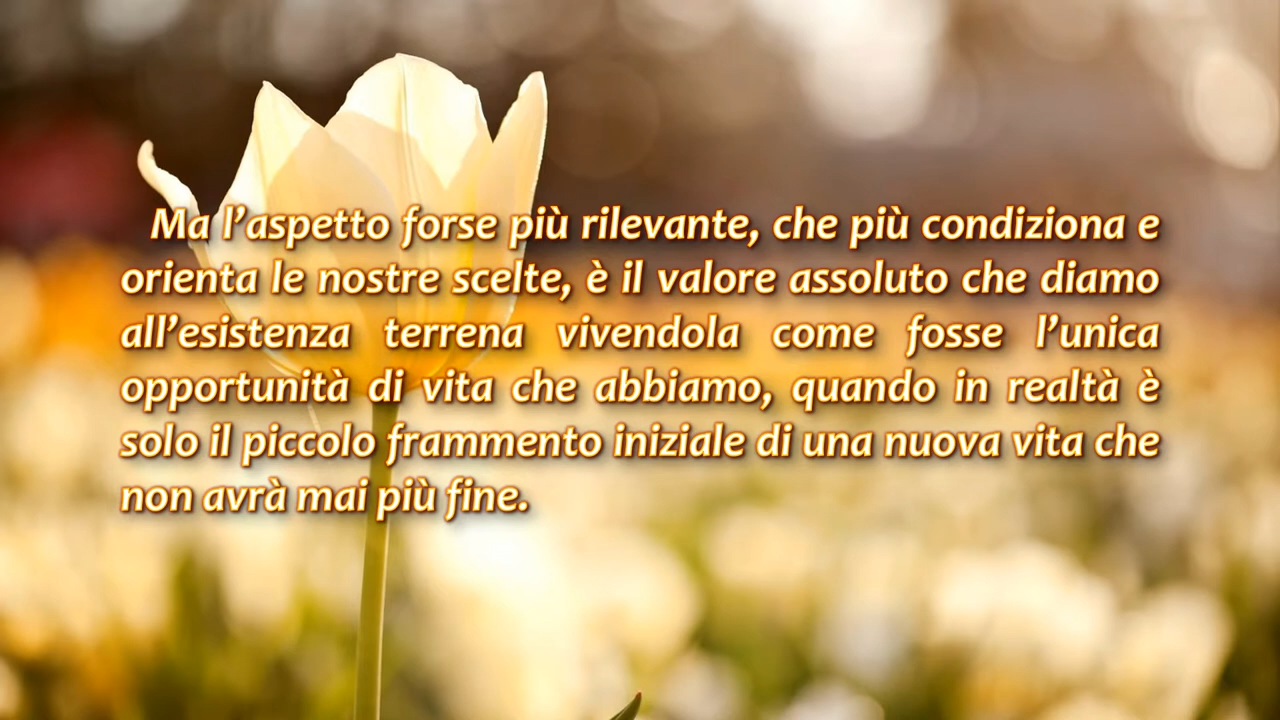 Ma l’aspetto forse più rilevante, che più condiziona e
orienta le nostre scelte, è il valore assoluto che diamo
all’esistenza terrena vivendola come fosse l’unica
opportunità di vita che abbiamo, quando in realtà è
solo il piccolo frammento iniziale di una nuova vita che
non avrà mai più fine.